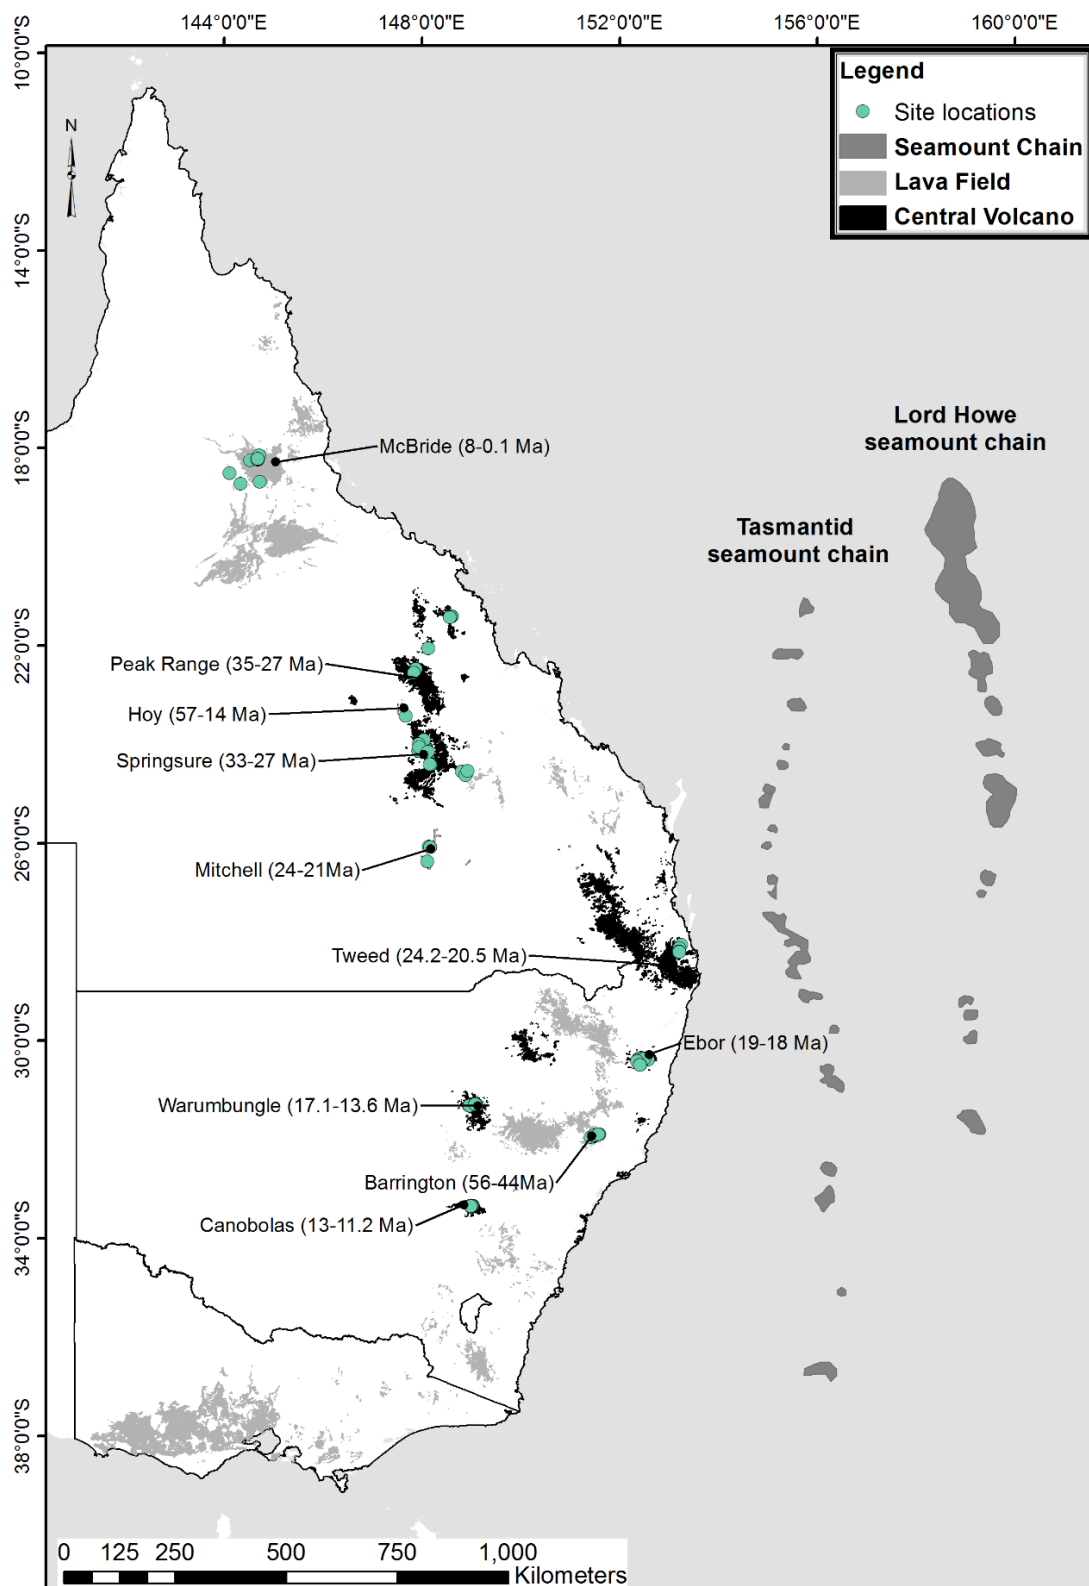 144°0'0"E
148°0'0"E
152°0'0"E
156°0'0"E
160°0'0"E
10°0'0"S
14°0'0"S
18°0'0"S
22°0'0"S
26°0'0"S
30°0'0"S
34°0'0"S
38°0'0"S
N
Legend
Site locations
Seamount Chain
Lava Field
Central Volcano
Lord Howe
seamount chain
Tasmantid
seamount chain
McBride (8-0.1 Ma)
Peak Range (35-27 Ma)
Hoy (57-14 Ma)
Springsure (33-27 Ma)
Mitchell (24-21Ma)
Tweed (24.2-20.5 Ma)
Ebor (19-18 Ma)
Warumbungle (17.1-13.6 Ma)
Barrington (56-44Ma)
Canobolas (13-11.2 Ma)
0 125 250 500 750 1,000
Kilometers